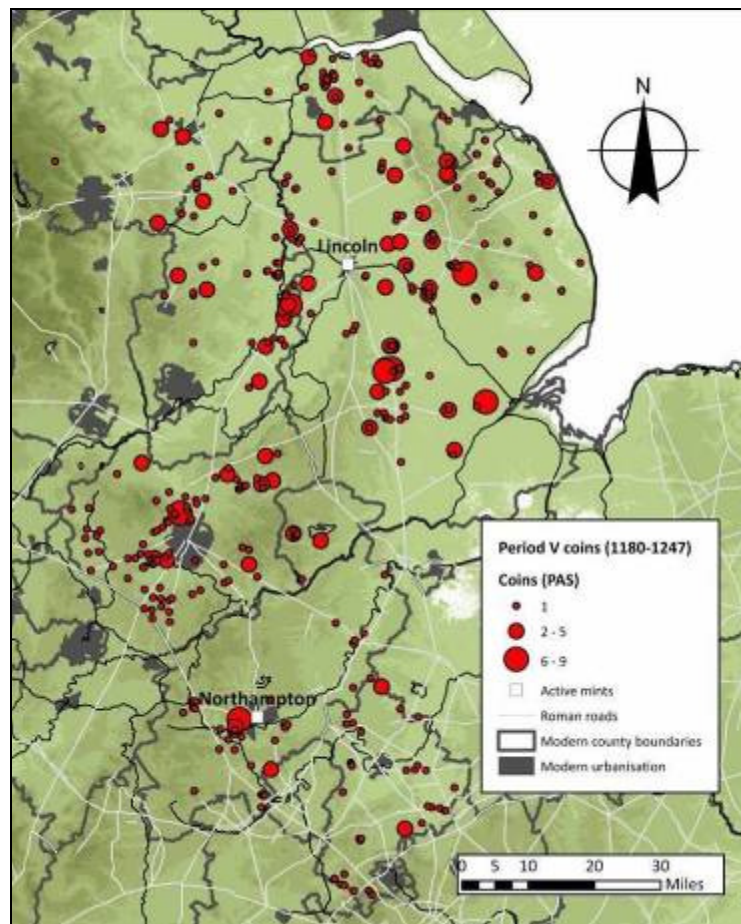 N
Lincoln
Northampton
Period V coins (1180-1247)
Coins (PAS)
1
2 - 5
6 - 9
Active mints
Roman roads
Modern county boundaries
Modern urbanisation
0 5 10 20 30
Miles